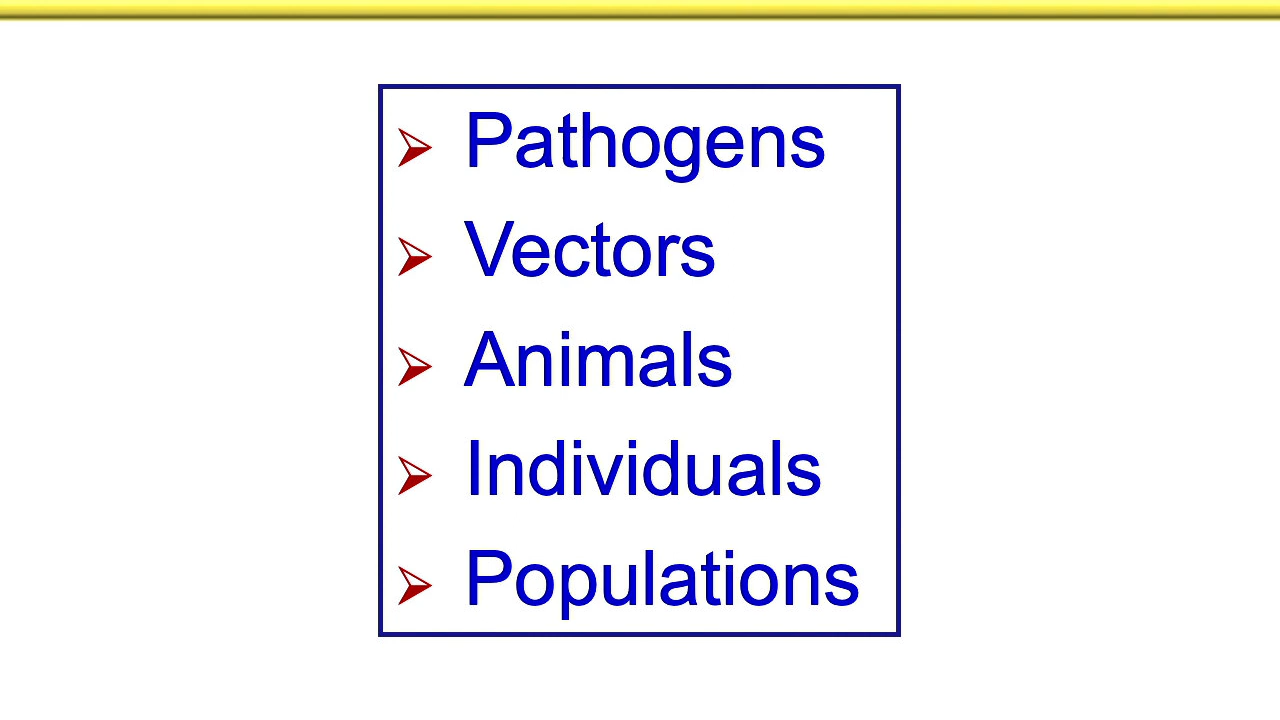 Pathogens
Vectors
Animals
Individuals
Populations